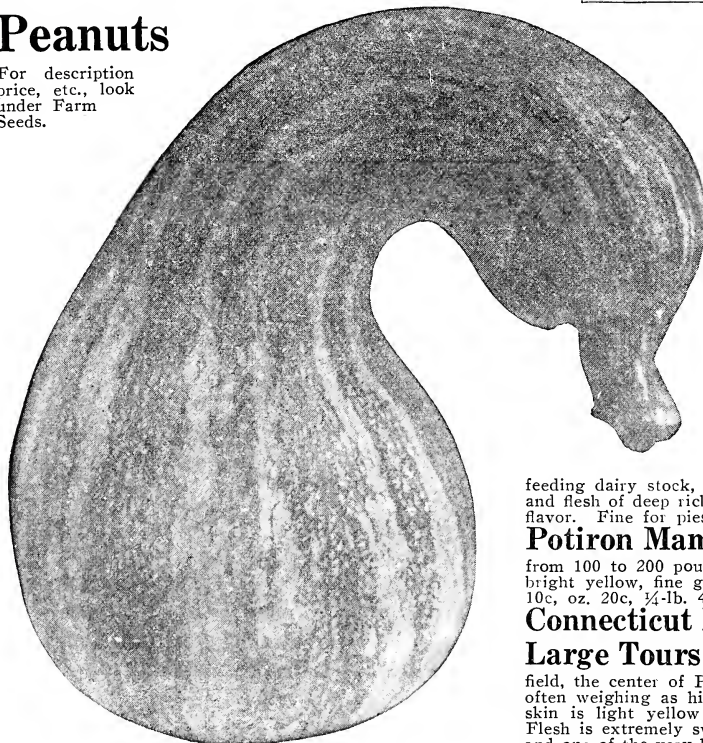 Peanuts
For description
price, etc., look
under Farm
Seeds.
feeding dairy stock,
and flesh of deep rich
flavor. Fine for pies
Potiron Mam
from 100 to 200 pou
bright yellow, fine g
10c, oz. 20c, ¼-lb. 4
Connecticut
Large Tours
field, the center of
often weighing as hi
skin is light yellow
Flesh is extremely sw